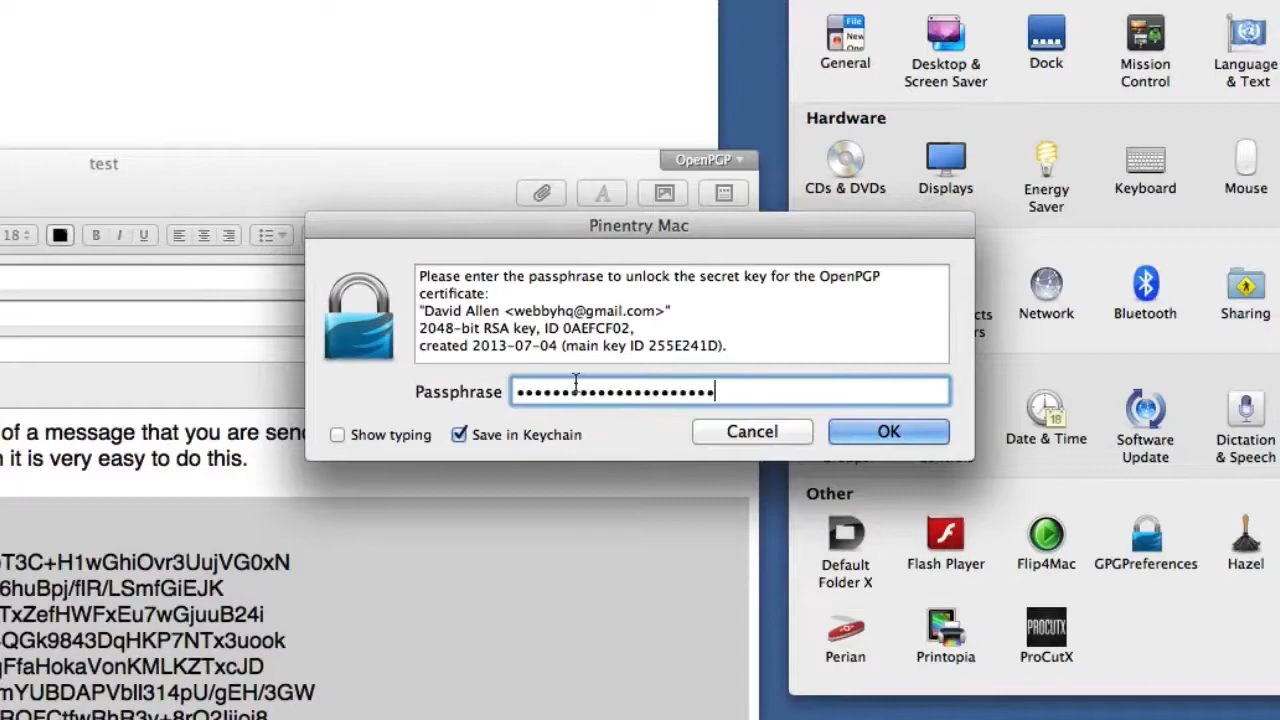 General
Desktop &
Screen Saver
Dock
Mission
Control
Language
& Text
Hardware
CDs & DVDs
Displays
Energy
Saver
Keyboard
Mouse
test
OpenPGP
18
B I U
Pinentry Mac
Please enter the passphrase to unlock the secret key for the OpenPGP
certificate:
"David Allen <webbyhq@gmail.com>"
2048-bit RSA key, ID 0AEFCF02,
created 2013-07-04 (main key ID 255E241D).
Passphrase
Show typing
Save in Keychain
Cancel
OK
Network
Bluetooth
Sharing
Date & Time
Software
Update
Dictation
& Speech
of a message that you are send
it is very easy to do this.
Other
Default
Folder X
Flash Player
Flip4Mac
GPGPreferences
Hazel
Perian
Printopia
PROCUTX
ProCutX
T3C+H1wGhiOvr3UujVG0xN
6huBpj/flR/LSmfGiEJK
TxZefHWFxEu7wGjuuB24i
QGk9843DqHKP7NTx3uook
qFfaHokaVonKMLKZTxcJD
mYUBDAPVbll314pU/gEH/3GW